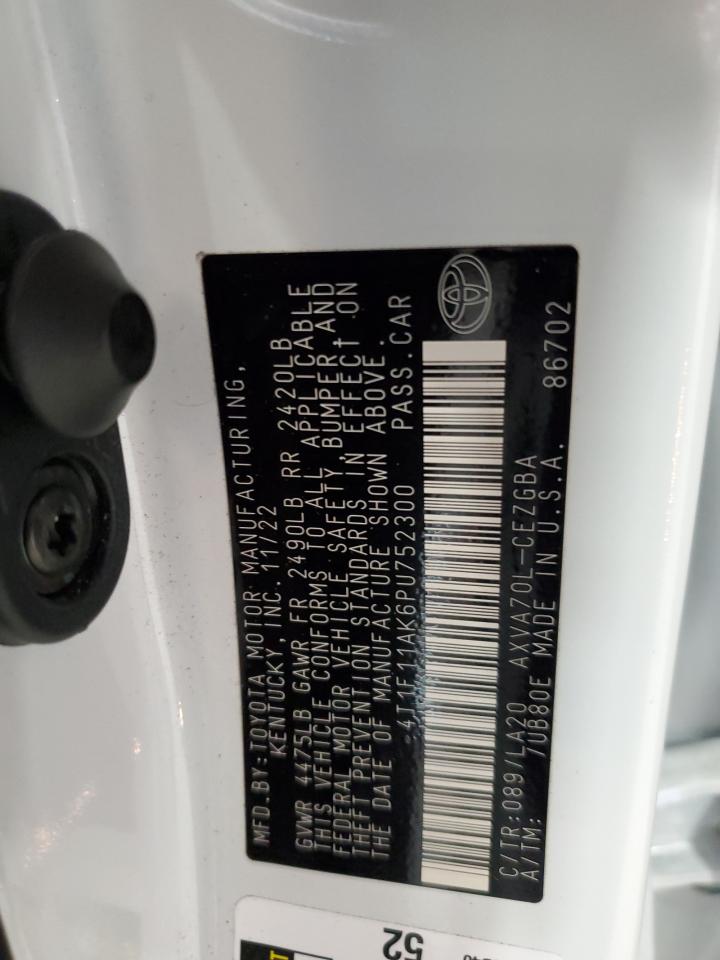 MFD.BY:TOYOTA MOTOR MANUFACTURING,
KENTUCKY, INC. 11/22
GVWR 4475LB GAWR FR 2490LB RR 2420LB
THIS VEHICLE CONFORMS TO ALL APPLICABLE
FEDERAL MOTOR VEHICLE SAFETY, BUMPER, AND
THEFT PREVENTION STANDARDS IN EFFECT ON
THE DATE OF MANUFACTURE SHOWN ABOVE.
4T1F11AK6PU752300 PASS.CAR
C/TR:089/LA20 AXVA70L-CEZGBA
A/TM: /UB80E MADE IN U.S.A. 86702
52